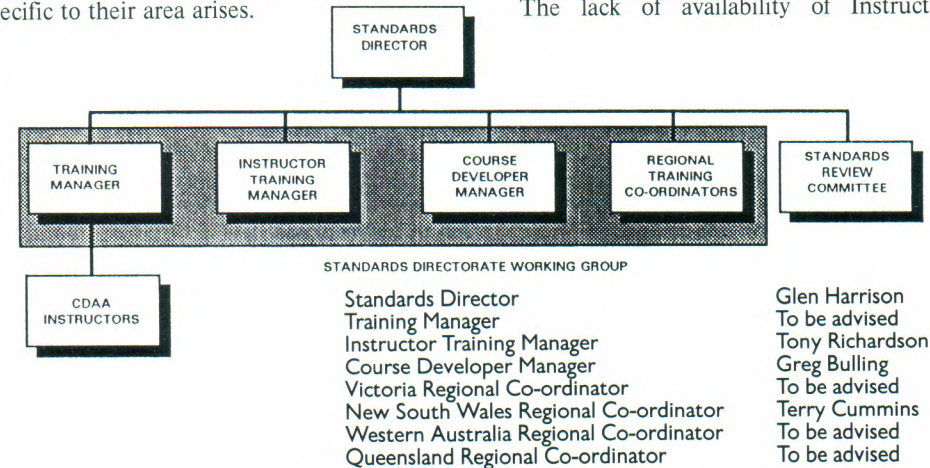 ecific to their area arises.
The lack of availability of Instruct
STANDARDS
DIRECTOR
TRAINING
MANAGER
INSTRUCTOR
TRAINING
MANAGER
COURSE
DEVELOPER
MANAGER
REGIONAL
TRAINING
CO-ORDINATORS
STANDARDS
REVIEW
COMMITTEE
STANDARDS DIRECTORATE WORKING GROUP
CDAA
INSTRUCTORS
Standards Director Glen Harrison
Training Manager To be advised
Instructor Training Manager Tony Richardson
Course Developer Manager Greg Bulling
Victoria Regional Co-ordinator To be advised
New South Wales Regional Co-ordinator Terry Cummins
Western Australia Regional Co-ordinator To be advised
Queensland Regional Co-ordinator To be advised